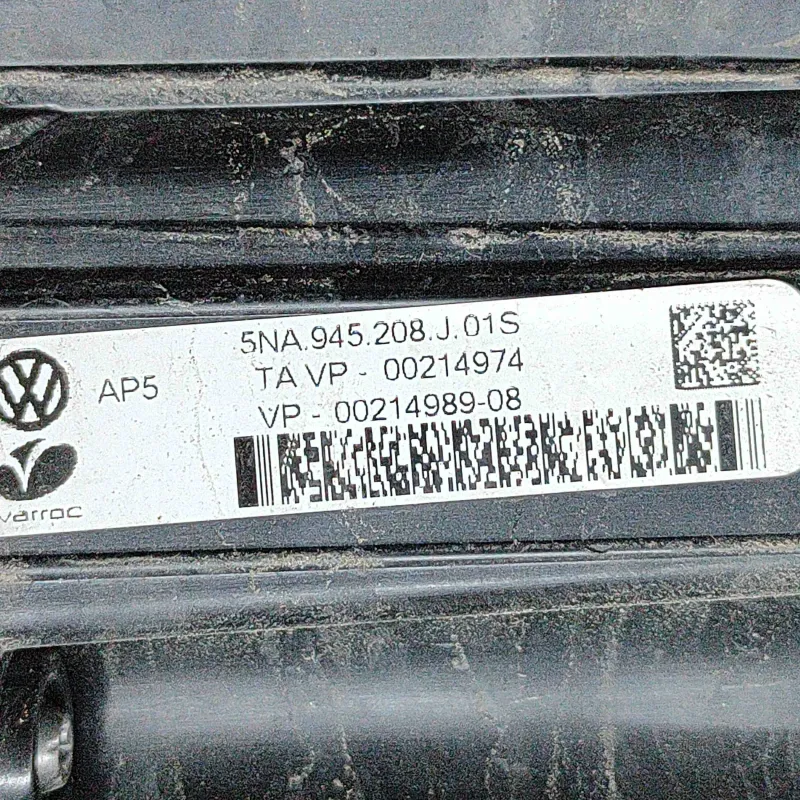 5NA.945.208.J.01S
AP5
TA VP - 00214974
VP - 00214989-08
varroc